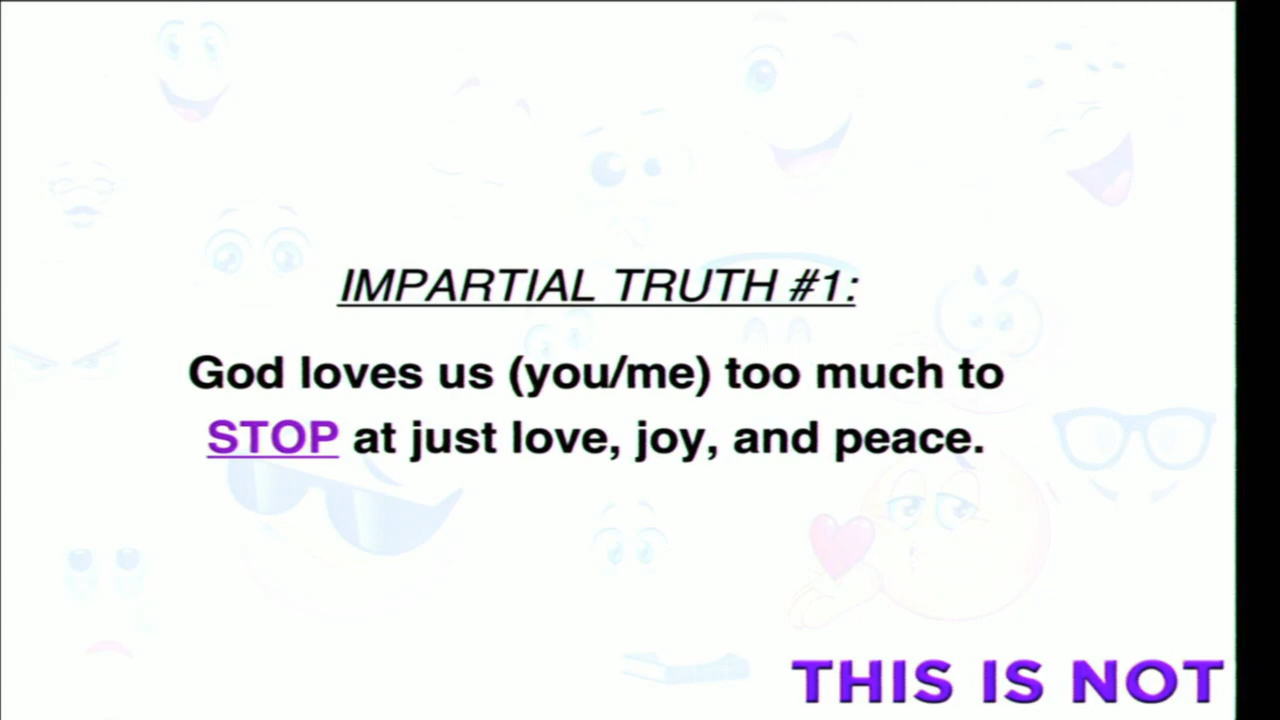 IMPARTIAL TRUTH #1:
God loves us (you/me) too much to
STOP at just love, joy, and peace.
THIS IS NOT